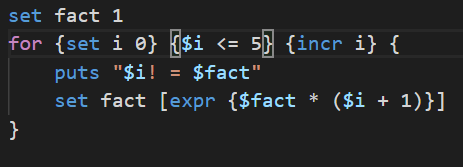 set fact 1
for {set i 0} {$i <= 5} {incr i} {
    puts "$i! = $fact"
    set fact [expr {$fact * ($i + 1)}]
}